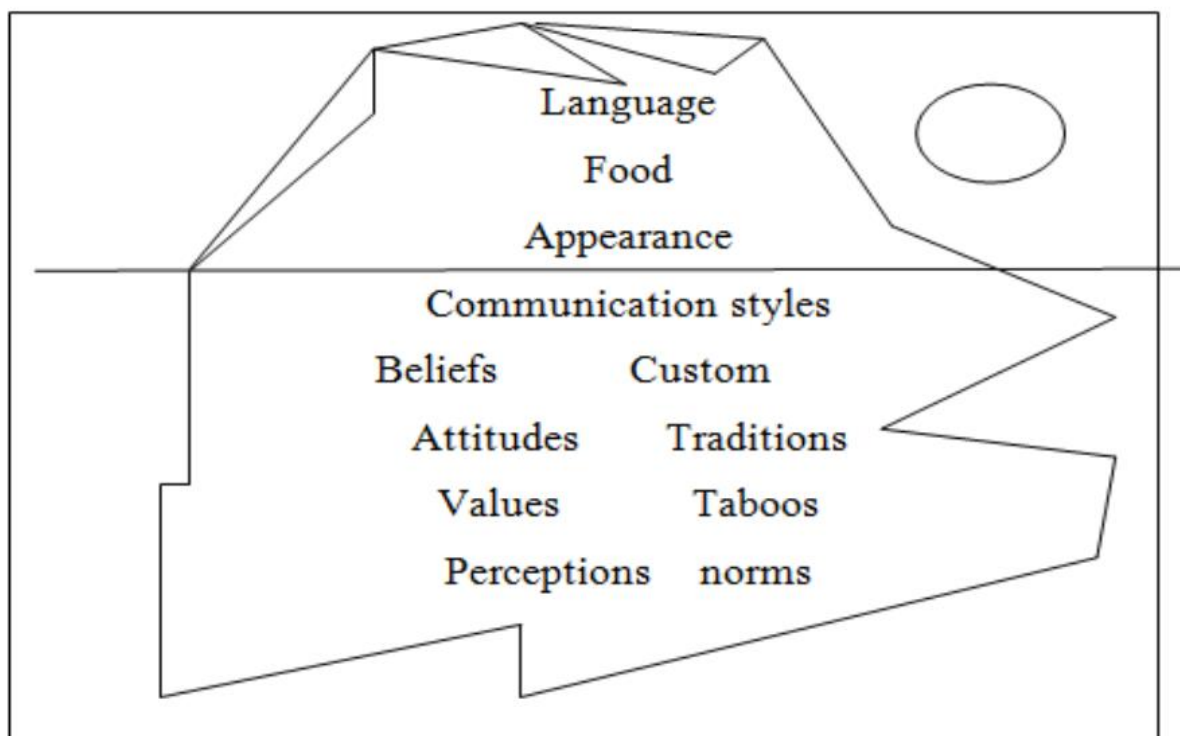 Language
Food
Appearance
Communication styles
Beliefs Custom
Attitudes Traditions
Values Taboos
Perceptions norms